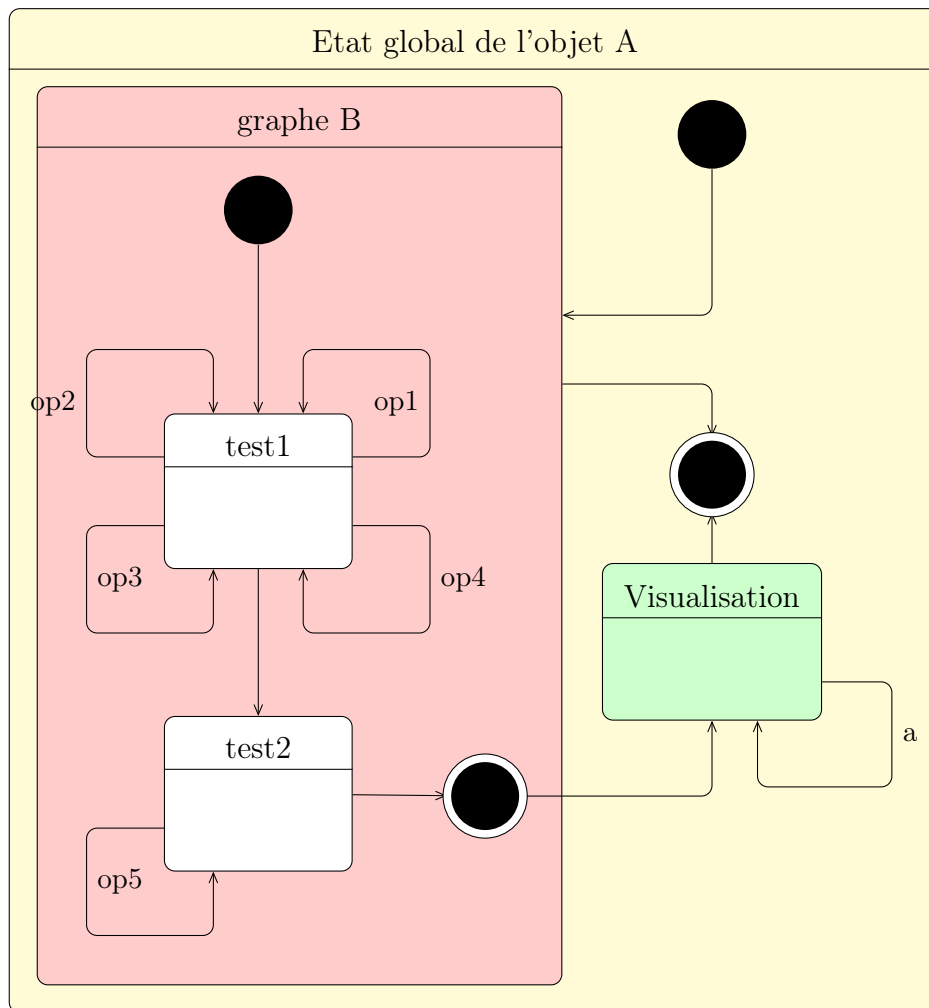 Etat global de l'objet A
graphe B
op2
op1
test1
op3
op4
Visualisation
test2
a
op5